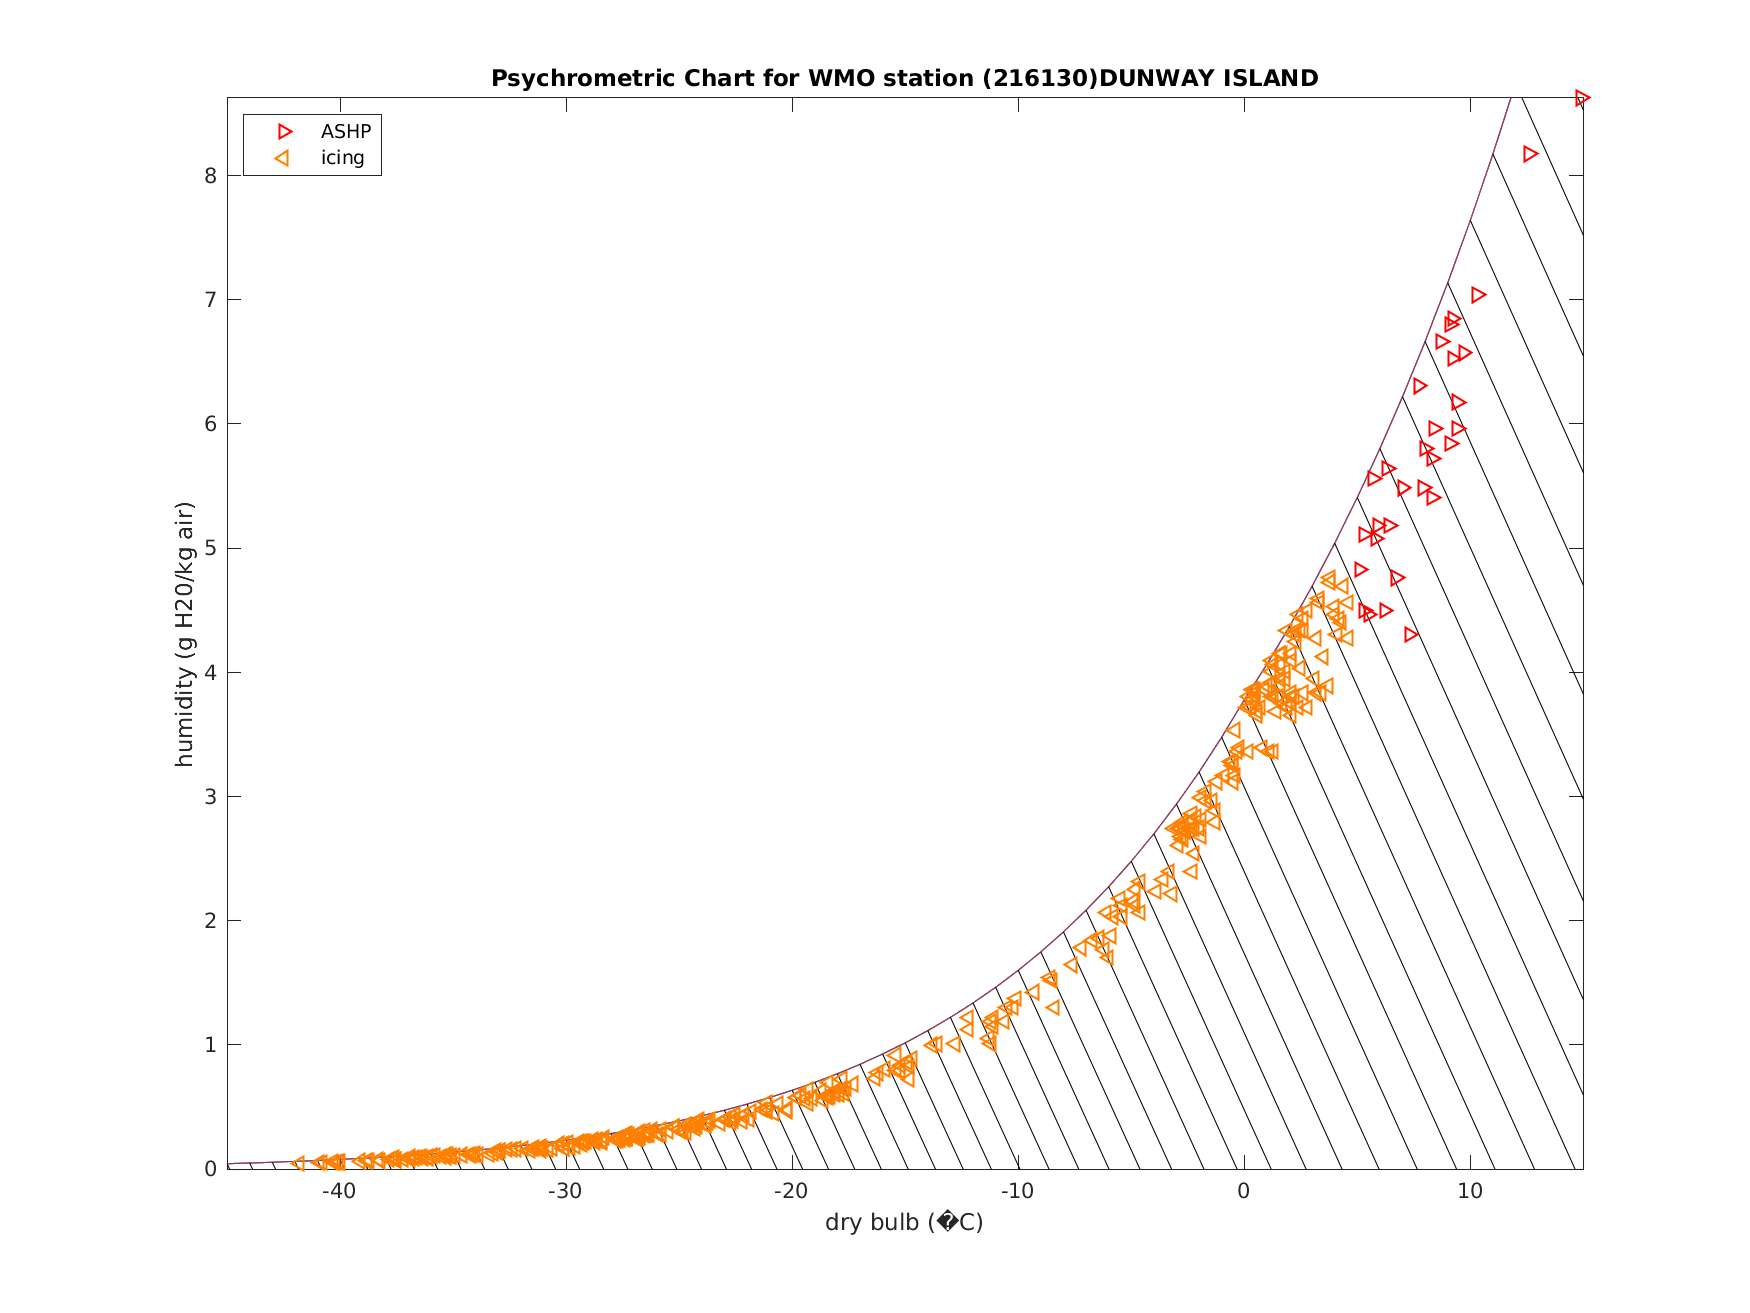 Psychrometric Chart for WMO station (216130)DUNWAY ISLAND
ASHP
icing
8
7
6
5
4
3
2
1
0
humidity (g H20/kg air)
-40 -30 -20 -10 0 10
dry bulb (�C)